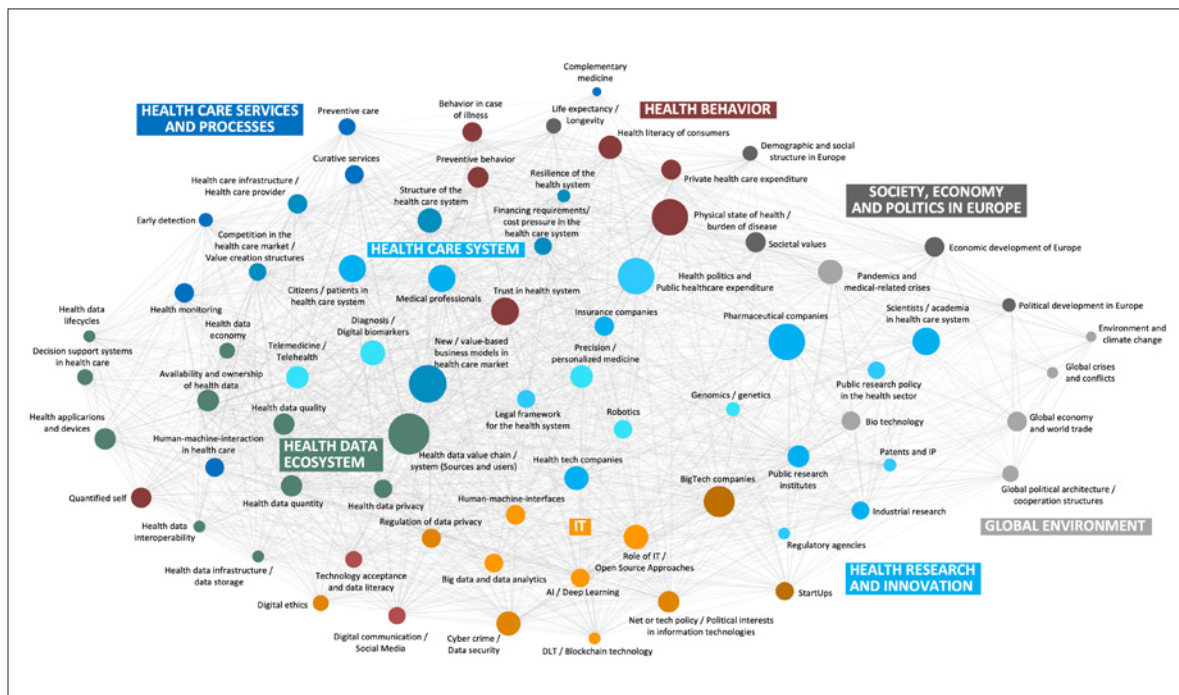 Complementary
medicine
HEALTH CARE SERVICES
AND PROCESSES
Preventive care
Behavior in case
of illness
Life expectancy /
Longevity
HEALTH BEHAVIOR
Health literacy of consumers
Demographic and social
structure in Europe
Curative services
Preventive behavior
Resilience of the
health system
Private health care expenditure
Health care infrastructure /
Health care provider
Structure of the
health care system
Financing requirements/
cost pressure in the
health care system
Physical state of health /
burden of disease
SOCIETY, ECONOMY
AND POLITICS IN EUROPE
Early detection
Competition in the
health care market /
Value creation structures
HEALTH CARE SYSTEM
Societal values
Economic development of Europe
Health monitoring
Citizens / patients in
health care system
Medical professionals
Trust in health system
Health politics and
Public healthcare expenditure
Pandemics and
medical-related crises
Political development in Europe
Health data
lifecycles
Health data
economy
Diagnosis /
Digital biomarkers
Insurance companies
Pharmaceutical companies
Scientists / academia
in health care system
Environment and
climate change
Decision support systems
in health care
Telemedicine /
Telehealth
New / value-based
business models in
health care market
Precision /
personalized medicine
Public research policy
in the health sector
Global crises
and conflicts
Availability and ownership
of health data
Health applicarions
and devices
Health data quality
Legal framework
for the health system
Robotics
Genomics / genetics
Bio technology
Global economy
and world trade
Human-machine-interaction
in health care
HEALTH DATA
ECOSYSTEM
Health data value chain /
system (Sources and users)
Health tech companies
BigTech companies
Public research
institutes
Patents and IP
Global political architecture /
cooperation structures
Quantified self
Health data quantity
Health data privacy
Human-machine-interfaces
IT
Industrial research
GLOBAL ENVIRONMENT
Health data
interoperability
Regulation of data privacy
Role of IT /
Open Source Approaches
Regulatory agencies
HEALTH RESEARCH
AND INNOVATION
Health data infrastructure /
data storage
Technology acceptance
and data literacy
Big data and data analytics
AI / Deep Learning
StartUps
Digital ethics
Digital communication /
Social Media
Cyber crime /
Data security
DLT / Blockchain technology
Net or tech policy / Political interests
in information technologies